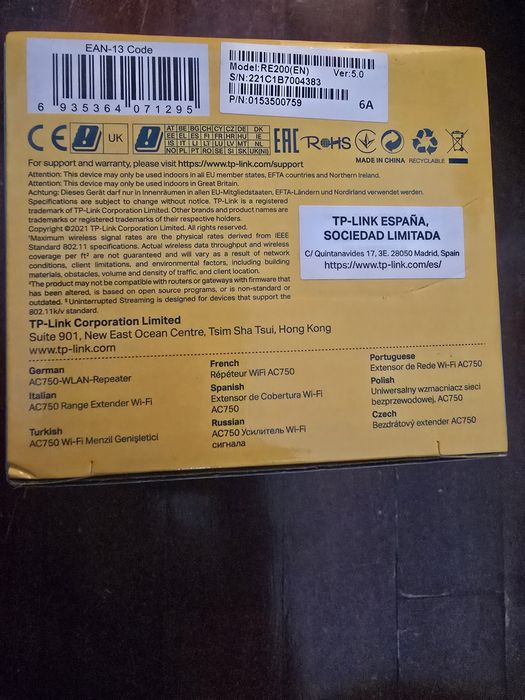 EAN-13 Code
6 935364 071295
Model:RE200(EN) Ver:5.0
S/N:221C1B7004383
P/N:0153500759 6A
CE UK
AT BE BG CH CY CZ DE DK
EE EL ES FI FR HR HU IE
IS IT LI LT LU LV MT NL
NO PL PT RO SE SI SK UK(NI)
EAC RoHS
MADE IN CHINA RECYCLABLE
For support and warranty, please visit https://www.tp-link.com/support
Attention: This device may only be used indoors in all EU member states, EFTA countries and Northern Ireland.
Attention: This device may only be used indoors in Great Britain.
Achtung: Dieses Gerät darf nur in Innenräumen in allen EU-Mitgliedstaaten, EFTA-Ländern und Nordirland verwendet werden.
Specifications are subject to change without notice. TP-Link is a registered
trademark of TP-Link Corporation Limited. Other brands and product names are
trademarks or registered trademarks of their respective holders.
Copyright ©2021 TP-Link Corporation Limited. All rights reserved.
Maximum wireless signal rates are the physical rates derived from IEEE
Standard 802.11 specifications. Actual wireless data throughput and wireless
coverage per ft² are not guaranteed and will vary as a result of network
conditions, client limitations, and environmental factors, including building
materials, obstacles, volume and density of traffic, and client location.
The product may not be compatible with routers or gateways with firmware that
has been altered, is based on open source programs, or is non-standard or
outdated. § Uninterrupted Streaming is designed for devices that support the
802.11k/v standard.
TP-LINK ESPAÑA,
SOCIEDAD LIMITADA
C/ Quintanavides 17, 3E. 28050 Madrid, Spain
https://www.tp-link.com/es/
TP-Link Corporation Limited
Suite 901, New East Ocean Centre, Tsim Sha Tsui, Hong Kong
www.tp-link.com
German
AC750-WLAN-Repeater
Italian
AC750 Range Extender Wi-Fi
Turkish
AC750 Wi-Fi Menzil Genişletici
French
Répéteur WiFi AC750
Spanish
Extensor de Cobertura Wi-Fi
AC750
Russian
AC750 Усилитель Wi-Fi
сигнала
Portuguese
Extensor de Rede Wi-Fi AC750
Polish
Uniwersalny wzmacniacz sieci
bezprzewodowej, AC750
Czech
Bezdrátový extender AC750